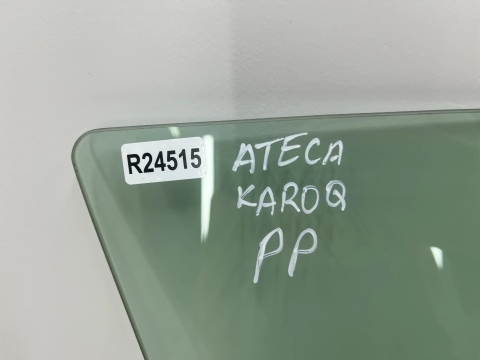 R24515
ATECA
KAROQ
PP